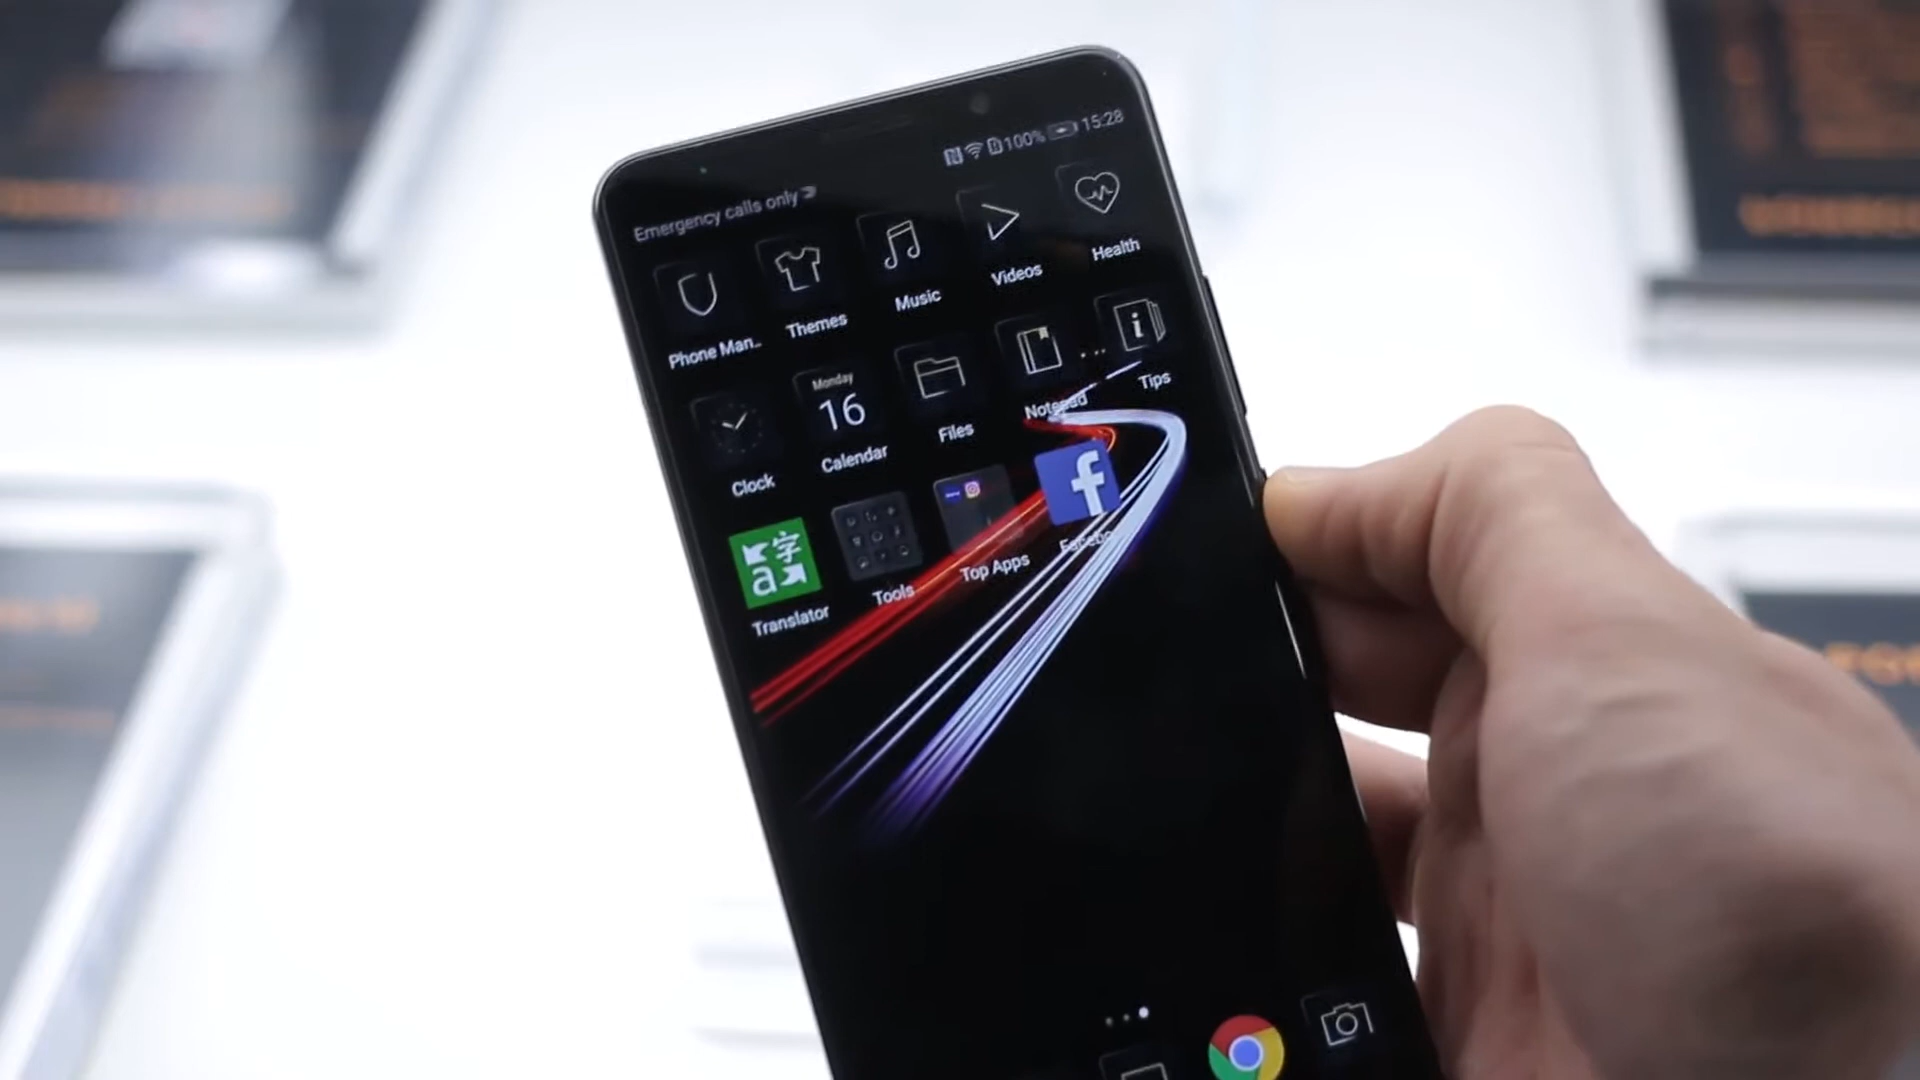 Emergency calls only
100% 15:28
Phone Man..
Themes
Music
Videos
Health
Clock
Monday
16
Calendar
Files
Notepad
Tips
字
a
Translator
Tools
Top Apps
f